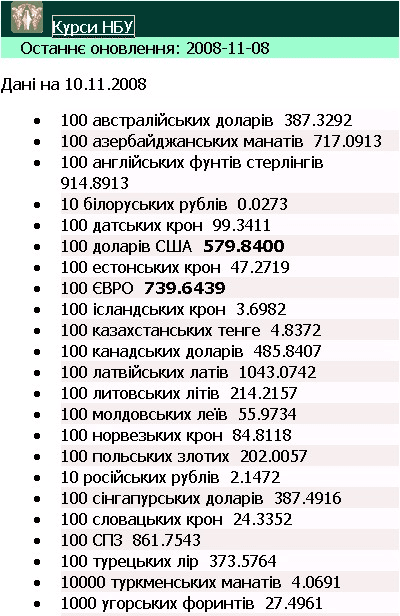 Курси НБУ
Останнє оновлення: 2008-11-08
Дані на 10.11.2008
100 австралійських доларів 387.3292
100 азербайджанських манатів 717.0913
100 англійських фунтів стерлінгів
914.8913
10 білоруських рублів 0.0273
100 датських крон 99.3411
100 доларів США 579.8400
100 естонських крон 47.2719
100 ЄВРО 739.6439
100 ісландських крон 3.6982
100 казахстанських тенге 4.8372
100 канадських доларів 485.8407
100 латвійських латів 1043.0742
100 литовських літів 214.2157
100 молдовських леїв 55.9734
100 норвезьких крон 84.8118
100 польських злотих 202.0057
10 російських рублів 2.1472
100 сінгапурських доларів 387.4916
100 словацьких крон 24.3352
100 СПЗ 861.7543
100 турецьких лір 373.5764
10000 туркменських манатів 4.0691
1000 угорських форинтів 27.4961